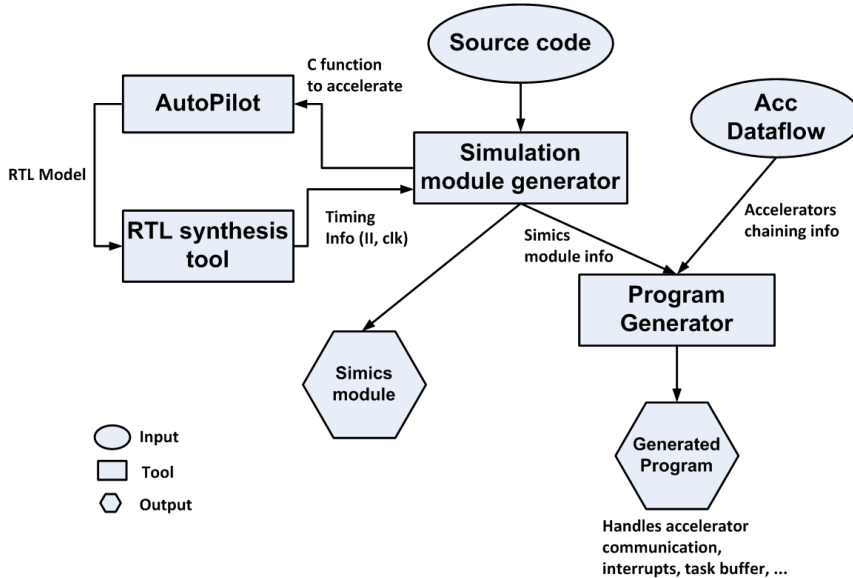 Source code
C function
to accelerate
AutoPilot
Acc
Dataflow
Simulation
module generator
RTL Model
RTL synthesis
tool
Timing
Info (II, clk)
Simics
module info
Accelerators
chaining info
Program
Generator
Simics
module
Generated
Program
Input
Tool
Output
Handles accelerator
communication,
interrupts, task buffer, ...